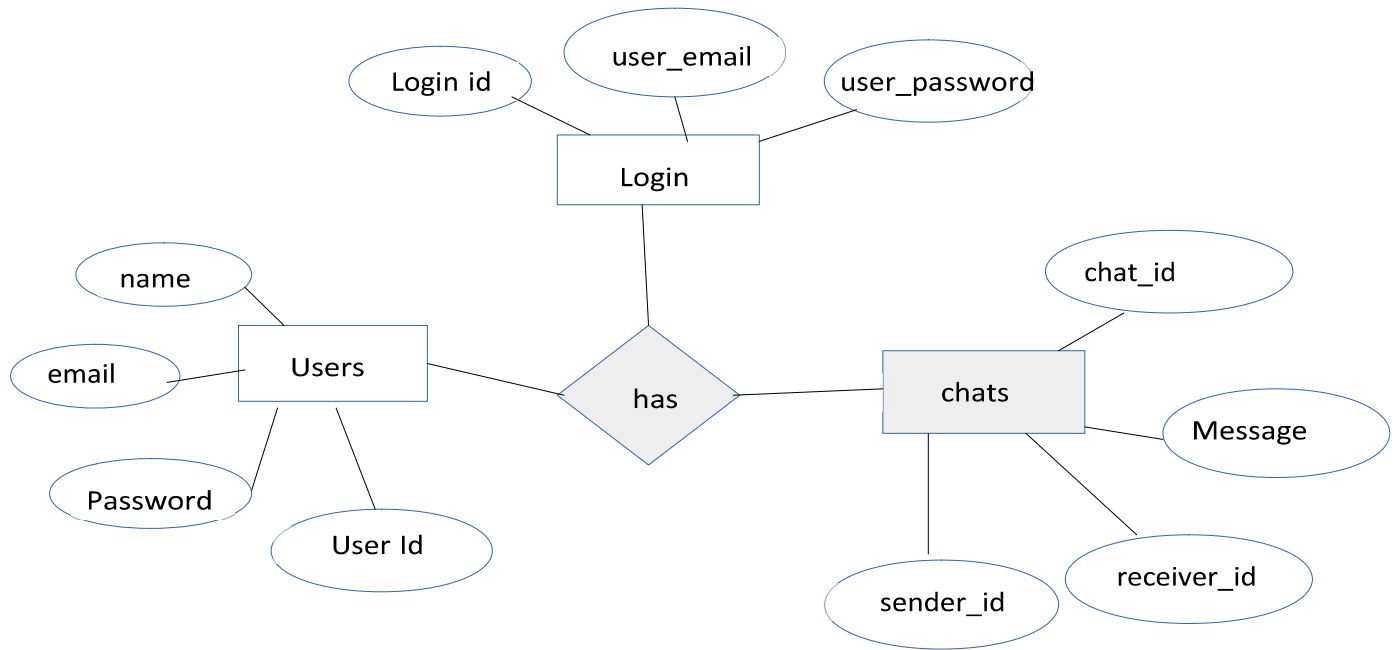 Login id
user_email
user_password
Login
name
email
Users
Password
User Id
has
chat_id
chats
Message
sender_id
receiver_id